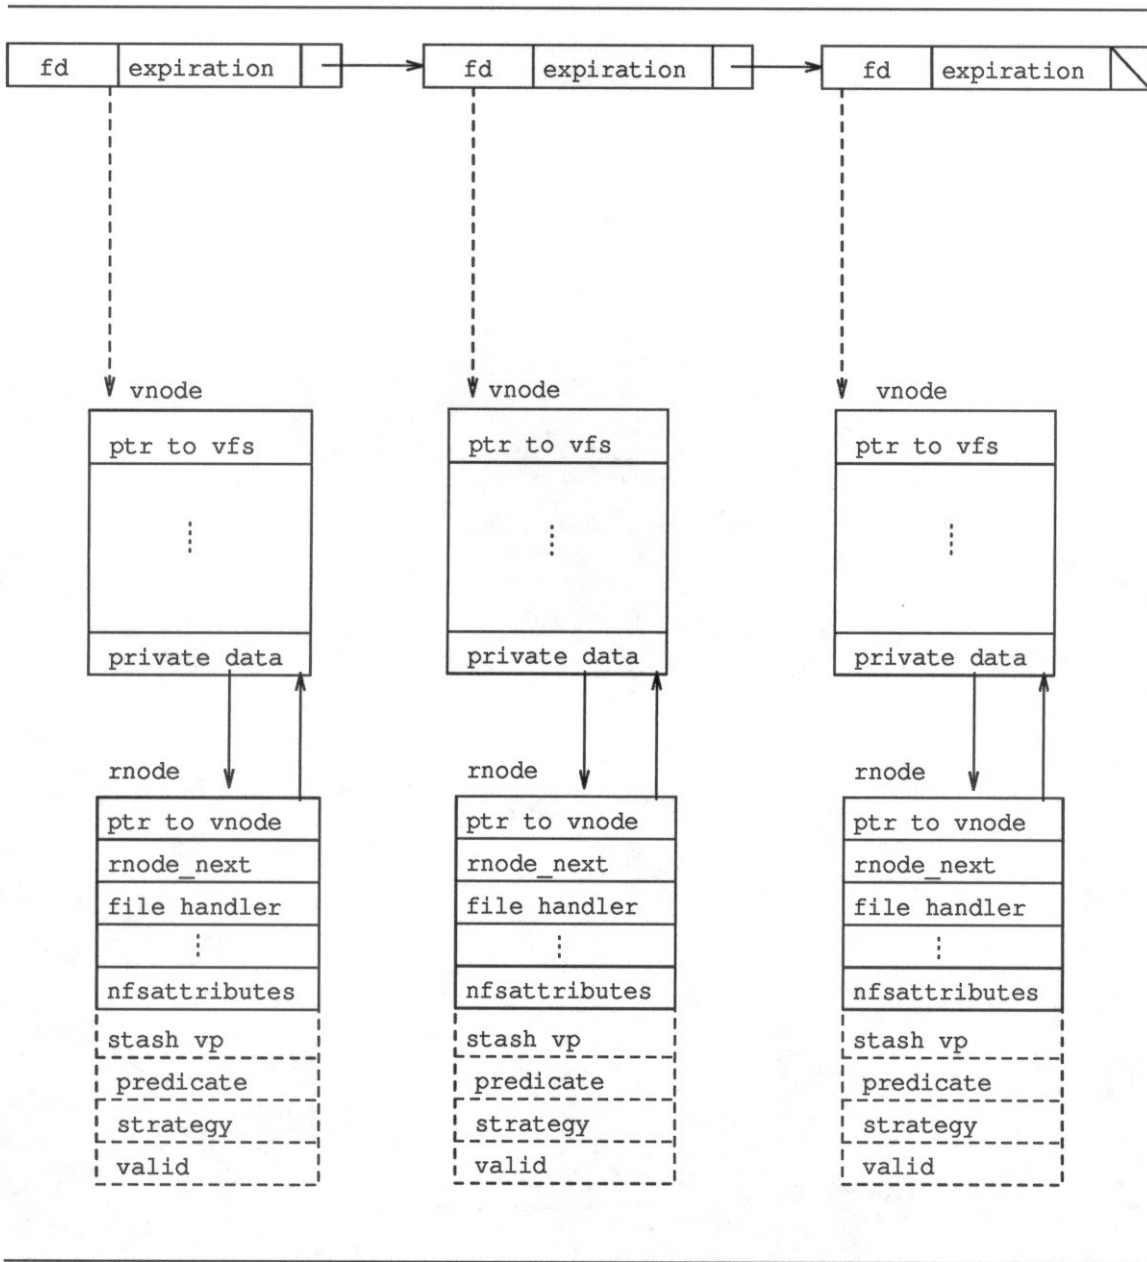 fd expiration fd expiration fd expiration
vnode vnode vnode
ptr to vfs ptr to vfs ptr to vfs
private data private data private data
rnode rnode rnode
ptr to vnode ptr to vnode ptr to vnode
rnode_next rnode_next rnode_next
file handler file handler file handler
nfsattributes nfsattributes nfsattributes
stash vp stash vp stash vp
predicate predicate predicate
strategy strategy strategy
valid valid valid